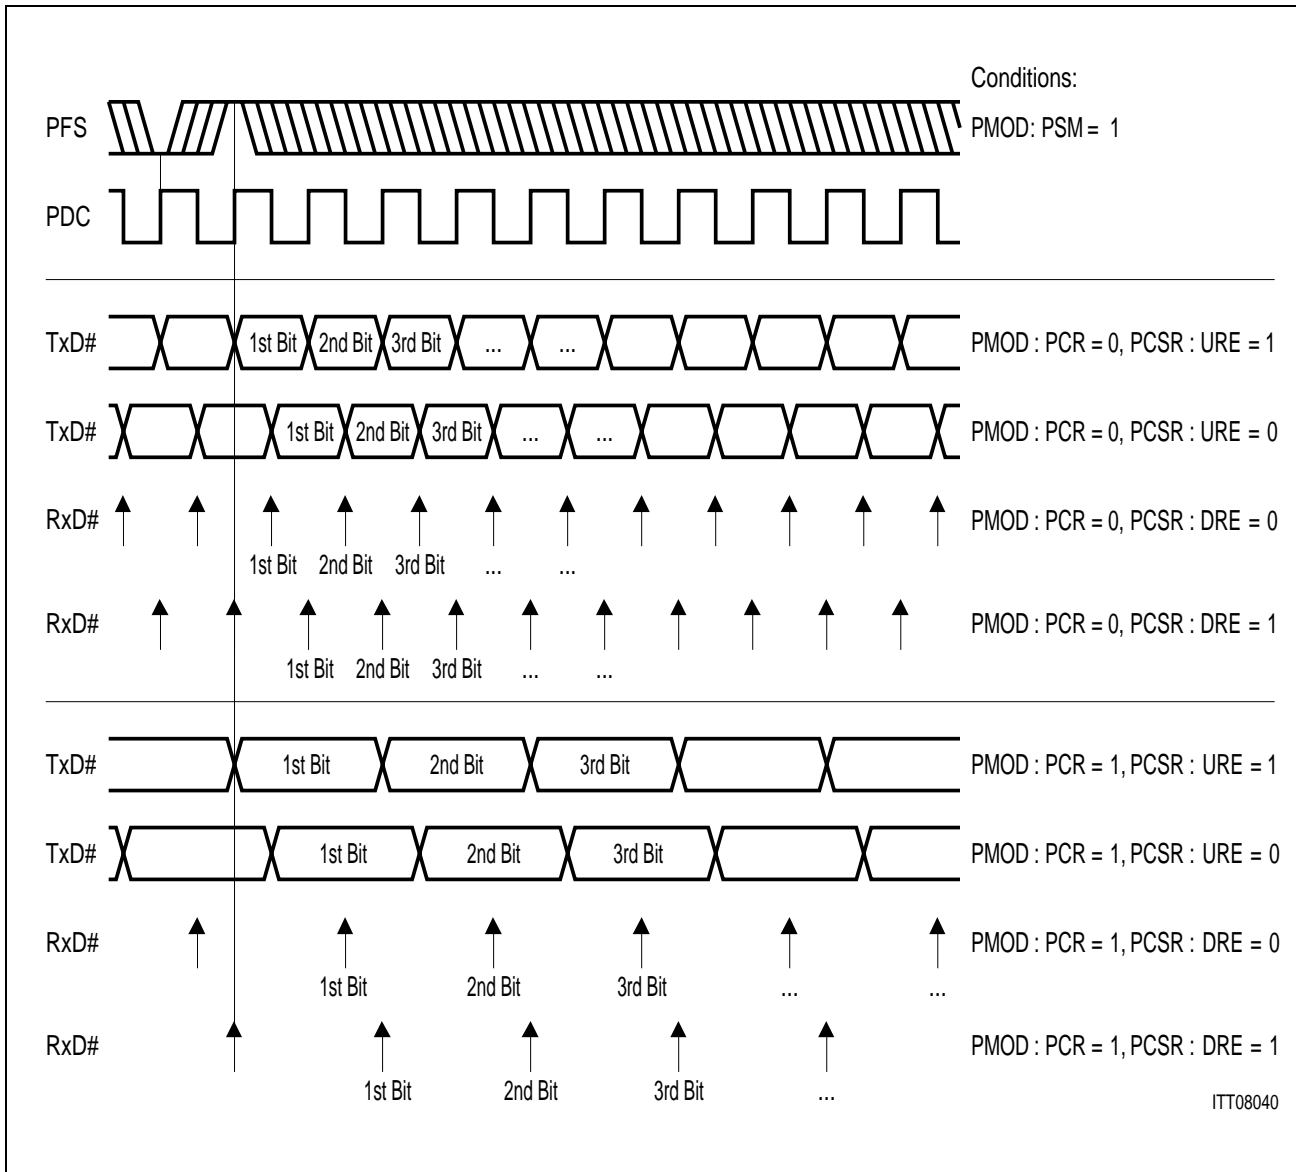 Conditions:
PFS
PMOD: PSM = 1
PDC
TxD# 1st Bit 2nd Bit 3rd Bit ... ... PMOD : PCR = 0, PCSR : URE = 1
TxD# 1st Bit 2nd Bit 3rd Bit ... ... PMOD : PCR = 0, PCSR : URE = 0
RxD# PMOD : PCR = 0, PCSR : DRE = 0
1st Bit 2nd Bit 3rd Bit ... ...
RxD# PMOD : PCR = 0, PCSR : DRE = 1
1st Bit 2nd Bit 3rd Bit ... ...
TxD# 1st Bit 2nd Bit 3rd Bit PMOD : PCR = 1, PCSR : URE = 1
TxD# 1st Bit 2nd Bit 3rd Bit PMOD : PCR = 1, PCSR : URE = 0
RxD# PMOD : PCR = 1, PCSR : DRE = 0
1st Bit 2nd Bit 3rd Bit ... ...
RxD# PMOD : PCR = 1, PCSR : DRE = 1
1st Bit 2nd Bit 3rd Bit ...
ITT08040